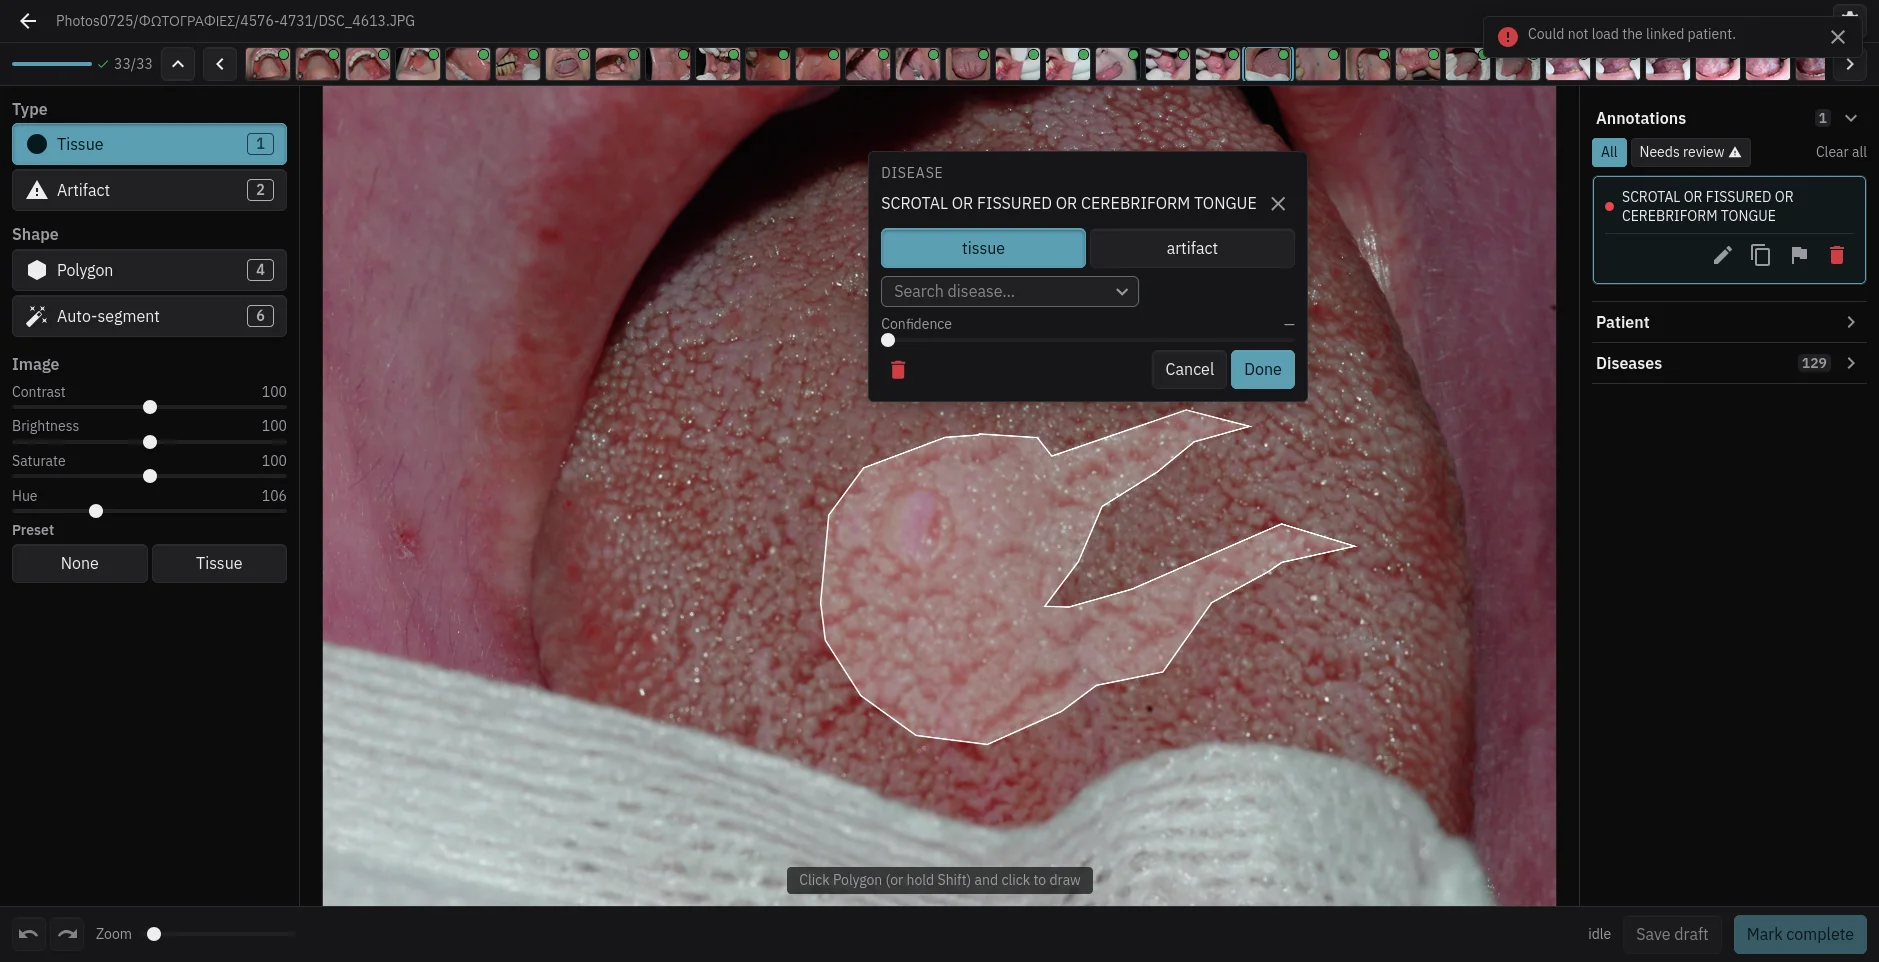 Photos0725/ΦΩΤΟΓΡΑΦΙΕΣ/4576-4731/DSC_4613.JPG
Could not load the linked patient.
33/33
Type
Tissue 1
Artifact 2
Shape
Polygon 4
Auto-segment 6
Image
Contrast 100
Brightness 100
Saturate 100
Hue 106
Preset
None Tissue
DISEASE
SCROTAL OR FISSURED OR CEREBRIFORM TONGUE
tissue artifact
Search disease...
Confidence —
Cancel Done
Click Polygon (or hold Shift) and click to draw
Annotations 1
All Needs review Clear all
SCROTAL OR FISSURED OR
CEREBRIFORM TONGUE
Patient
Diseases 129
Zoom
idle Save draft Mark complete